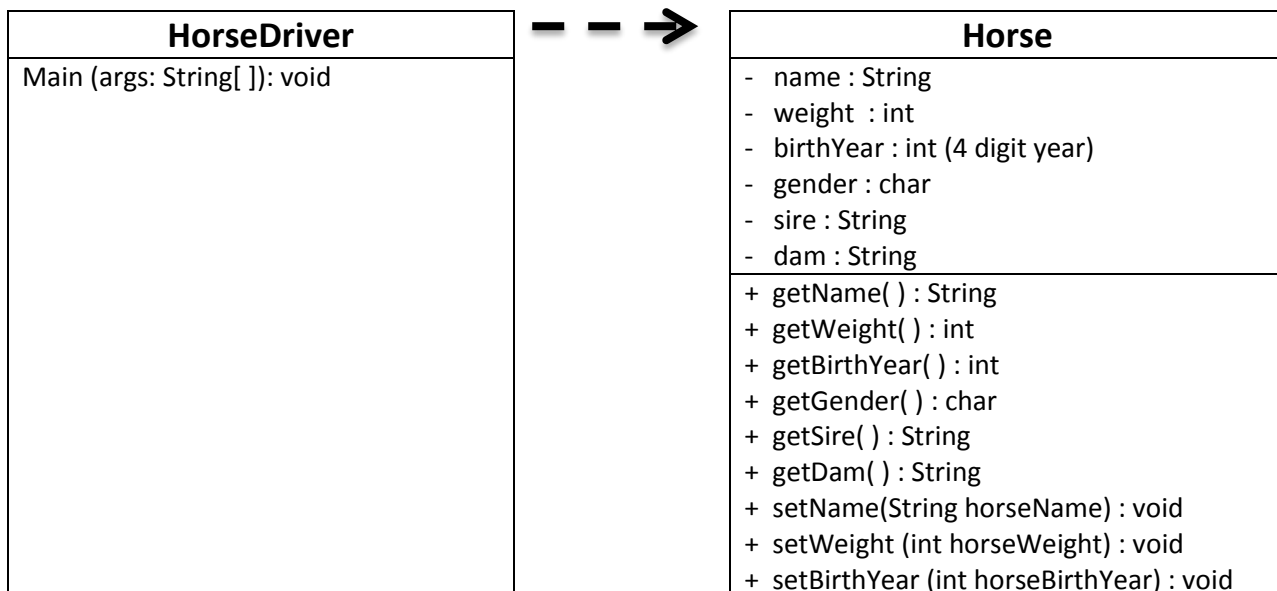 HorseDriver
Main (args: String[ ]): void
Horse
- name : String
- weight : int
- birthYear : int (4 digit year)
- gender : char
- sire : String
- dam : String
+ getName( ) : String
+ getWeight( ) : int
+ getBirthYear( ) : int
+ getGender( ) : char
+ getSire( ) : String
+ getDam( ) : String
+ setName(String horseName) : void
+ setWeight (int horseWeight) : void
+ setBirthYear (int horseBirthYear) : void